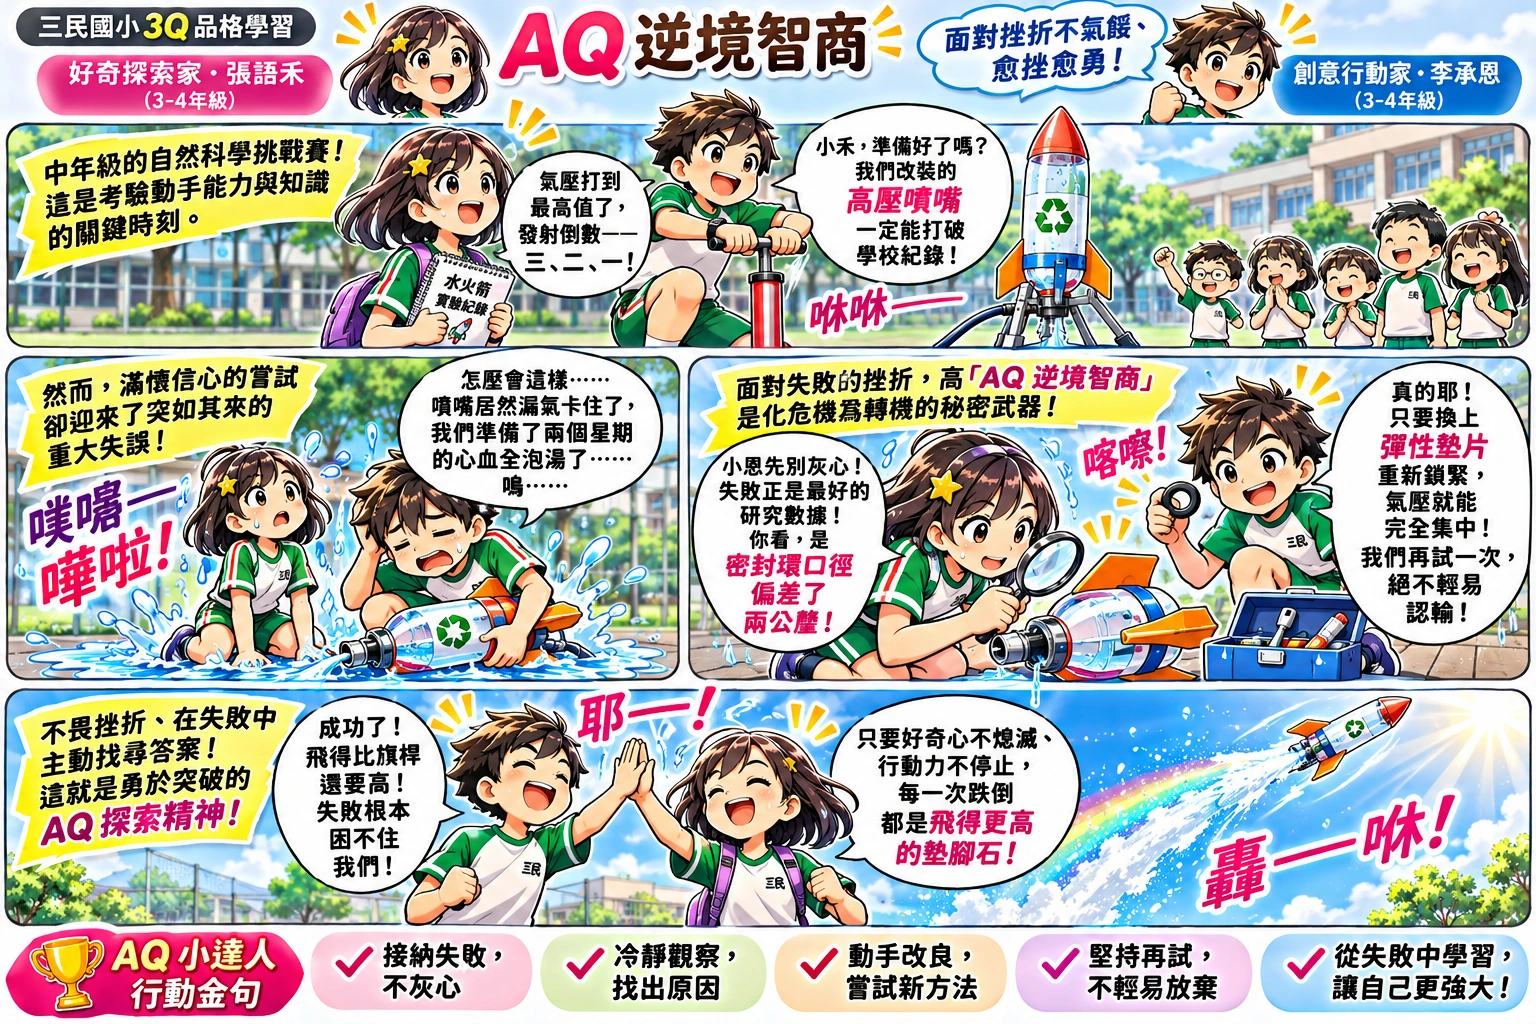 三民國小3Q品格學習
好奇探索家・張語禾
(3-4年級)
AQ 逆境智商
面對挫折不氣餒、
愈挫愈勇！
創意行動家・李承恩
(3-4年級)
中年級的自然科學挑戰賽！
這是考驗動手能力與知識
的關鍵時刻。
氣壓打到
最高值了，
發射倒數——
三、二、一！
水火箭
實驗紀錄
小禾，準備好了嗎？
我們改裝的
高壓噴嘴
一定能打破
學校紀錄！
咻咻——
三民
然而，滿懷信心的嘗試
卻迎來了突如其來的
重大失誤！
噗嚕—
嘩啦！
怎麼會這樣⋯⋯
噴嘴居然漏氣卡住了，
我們準備了兩個星期
的心血全泡湯了⋯⋯
嗚⋯⋯
三民
面對失敗的挫折，高「AQ 逆境智商」
是化危機為轉機的秘密武器！
小恩先別灰心！
失敗正是最好的
研究數據！
你看，是
密封環口徑
偏差了
兩公釐！
喀嚓！
真的耶！
只要換上
彈性墊片
重新鎖緊，
氣壓就能
完全集中！
我們再試一次，
絕不輕易
認輸！
三民
不畏挫折、在失敗中
主動找尋答案！
這就是勇於突破的
AQ 探索精神！
成功了！
飛得比旗桿
還要高！
失敗根本
困不住
我們！
耶—！
三民
三民
只要好奇心不熄滅、
行動力不停止，
每一次跌倒
都是飛得更高
的墊腳石！
轟—咻！
AQ 小達人
行動金句
接納失敗，
不灰心
冷靜觀察，
找出原因
動手改良，
嘗試新方法
堅持再試，
不輕易放棄
從失敗中學習，
讓自己更強大！